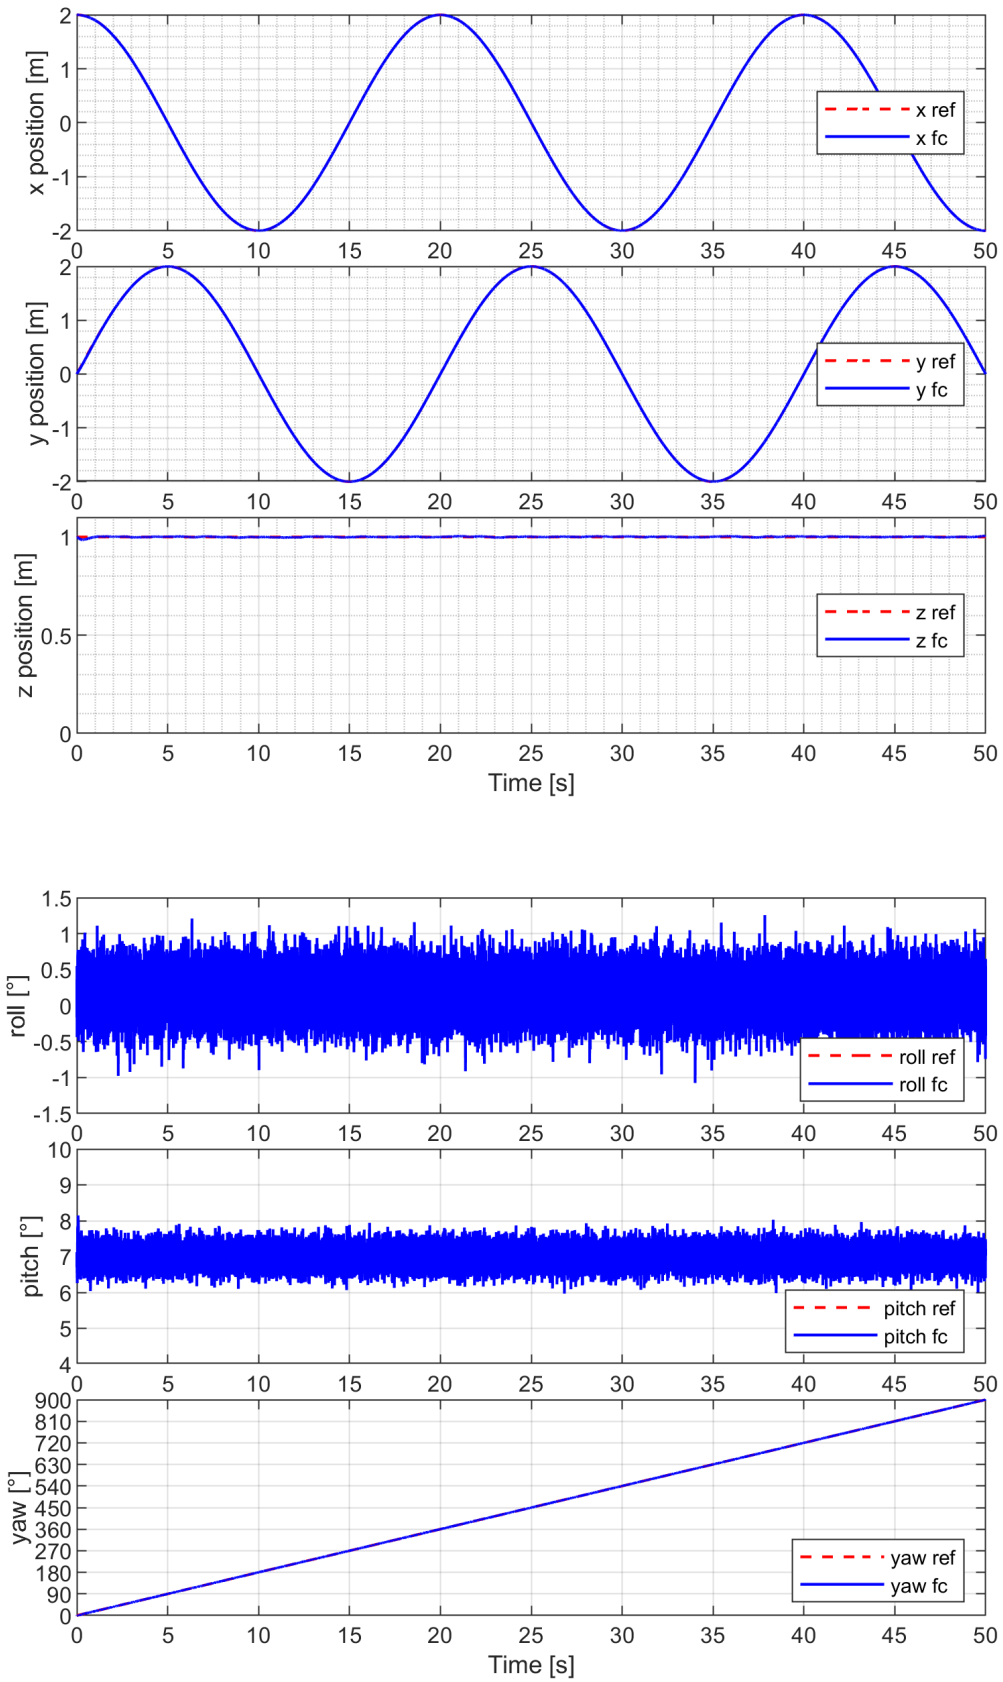 x position [m]
2
1
0
-1
-2
x ref
x fc
0 5 10 15 20 25 30 35 40 45 50
y position [m]
2
1
0
-1
-2
y ref
y fc
0 5 10 15 20 25 30 35 40 45 50
z position [m]
1
0.5
0
z ref
z fc
0 5 10 15 20 25 30 35 40 45 50
Time [s]
roll [°]
1.5
1
0.5
0
-0.5
-1
-1.5
roll ref
roll fc
0 5 10 15 20 25 30 35 40 45 50
pitch [°]
10
9
8
7
6
5
4
pitch ref
pitch fc
0 5 10 15 20 25 30 35 40 45 50
yaw [°]
900
810
720
630
540
450
360
270
180
90
0
yaw ref
yaw fc
0 5 10 15 20 25 30 35 40 45 50
Time [s]